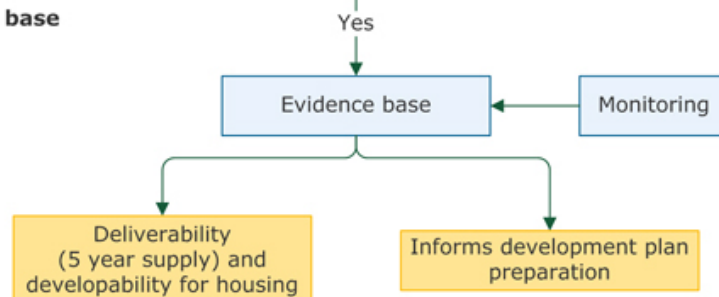 base
Yes
Evidence base
Monitoring
Deliverability
(5 year supply) and
developability for housing
Informs development plan
preparation